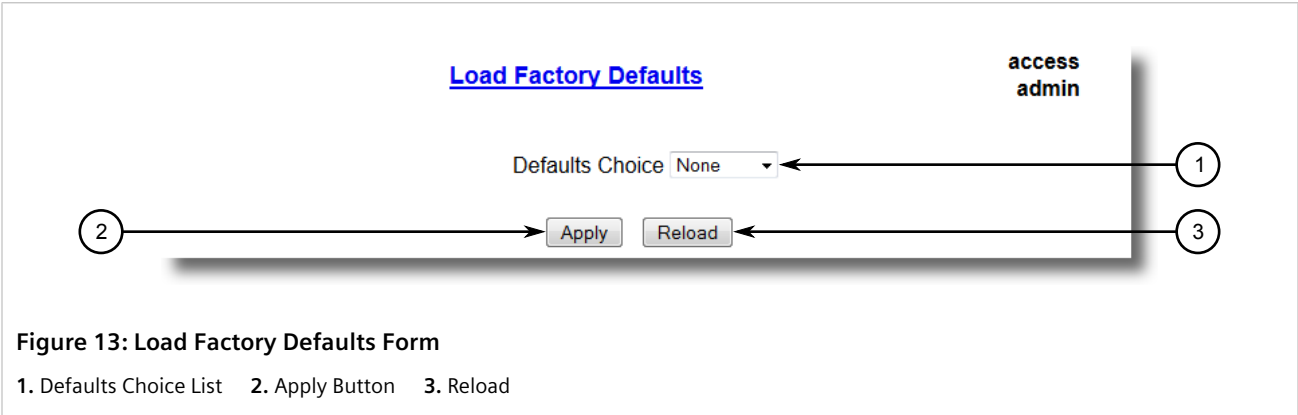 Load Factory Defaults
access
admin
Defaults Choice None
1
2
Apply Reload
3
Figure 13: Load Factory Defaults Form
1. Defaults Choice List 2. Apply Button 3. Reload